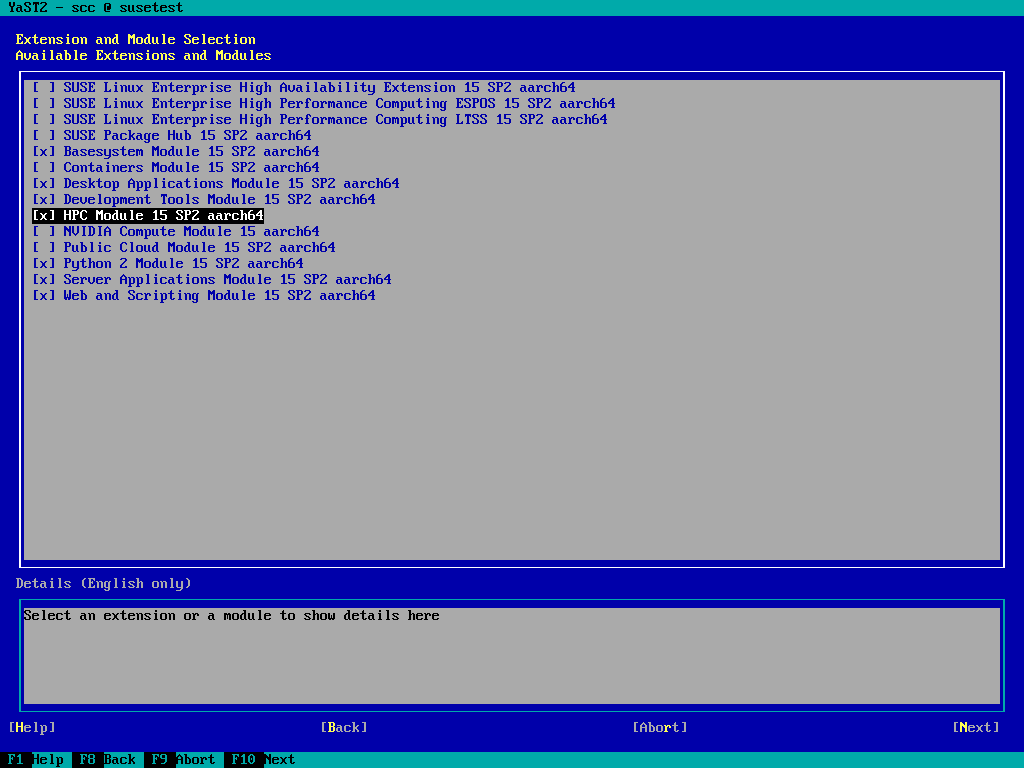 YaST2 - scc @ susetest
Extension and Module Selection
Available Extensions and Modules
[ ] SUSE Linux Enterprise High Availability Extension 15 SP2 aarch64
[ ] SUSE Linux Enterprise High Performance Computing ESPOS 15 SP2 aarch64
[ ] SUSE Linux Enterprise High Performance Computing LTSS 15 SP2 aarch64
[ ] SUSE Package Hub 15 SP2 aarch64
[x] Basesystem Module 15 SP2 aarch64
[ ] Containers Module 15 SP2 aarch64
[x] Desktop Applications Module 15 SP2 aarch64
[x] Development Tools Module 15 SP2 aarch64
[x] HPC Module 15 SP2 aarch64
[ ] NVIDIA Compute Module 15 aarch64
[ ] Public Cloud Module 15 SP2 aarch64
[x] Python 2 Module 15 SP2 aarch64
[x] Server Applications Module 15 SP2 aarch64
[x] Web and Scripting Module 15 SP2 aarch64
Details (English only)
Select an extension or a module to show details here
[Help] [Back] [Abort] [Next]
F1 Help F8 Back F9 Abort F10 Next